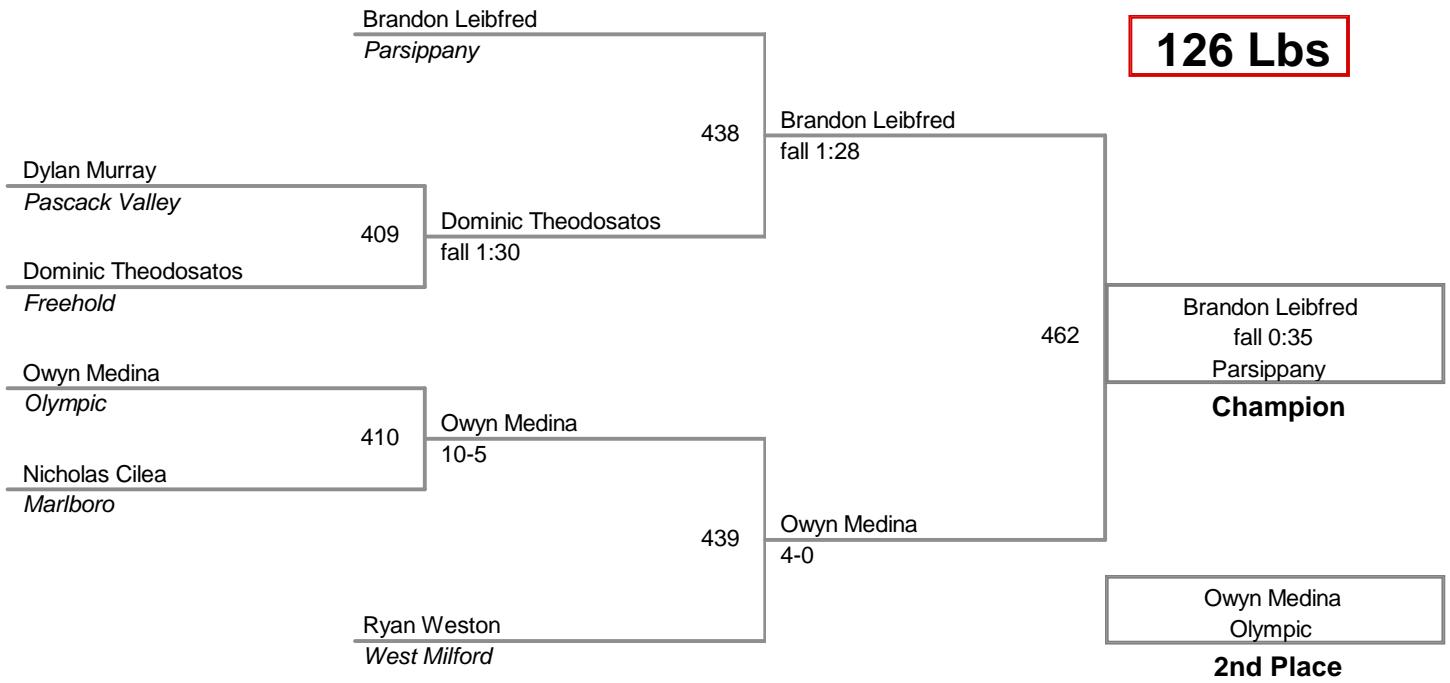 Brandon Leibfred
Parsippany
126 Lbs
438
Brandon Leibfred
fall 1:28
Dylan Murray
Pascack Valley
409
Dominic Theodosatos
fall 1:30
Dominic Theodosatos
Freehold
462
Brandon Leibfred
fall 0:35
Parsippany
Champion
Owyn Medina
Olympic
410
Owyn Medina
10-5
Nicholas Cilea
Marlboro
439
Owyn Medina
4-0
Ryan Weston
West Milford
Owyn Medina
Olympic
2nd Place